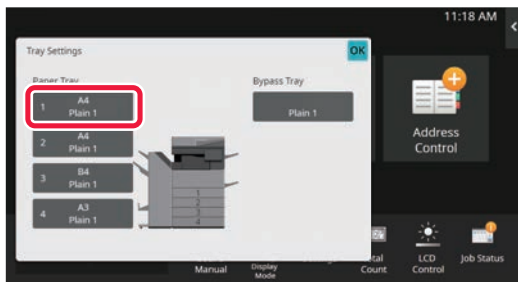 11:18 AM
Tray Settings
OK
Paper Tray
Bypass Tray
1 A4
Plain 1
Plain 1
2 A4
Plain 1
3 B4
Plain 1
4 A3
Plain 1
1
2
3
4
Address
Control
Manual
Display
Mode
Count
LCD
Control
Job Status